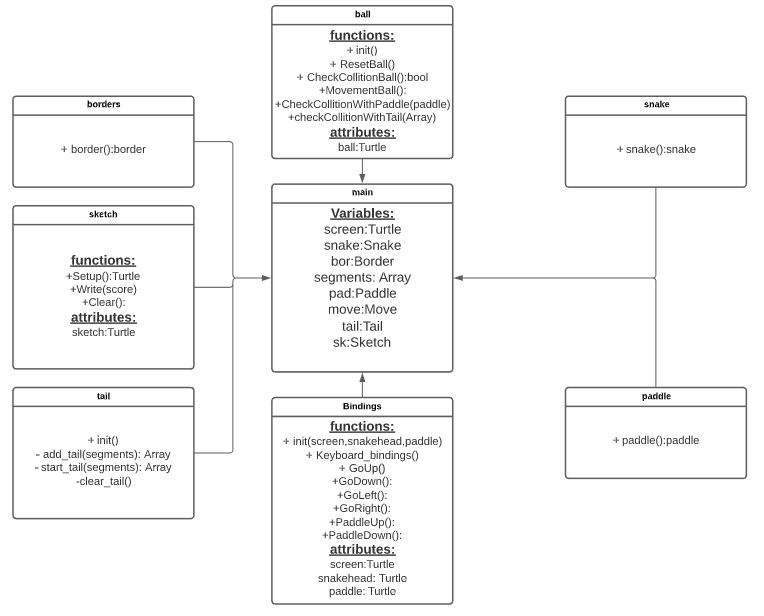 ball
functions:
+ init()
+ ResetBall()
+ CheckCollitionBall():bool
+MovementBall():
+CheckCollitionWithPaddle(paddle)
+checkCollitionWithTail(Array)
attributes:
ball:Turtle
borders
+ border():border
snake
+ snake():snake
main
Variables:
screen:Turtle
snake:Snake
bor:Border
segments: Array
pad:Paddle
move:Move
tail:Tail
sk:Sketch
sketch
functions:
+Setup():Turtle
+Write(score)
+Clear():
attributes:
sketch:Turtle
tail
+ init()
- add_tail(segments): Array
- start_tail(segments): Array
-clear_tail()
Bindings
functions:
+ init(screen,snakehead,paddle)
+ Keyboard_bindings()
+ GoUp()
+GoDown():
+GoLeft():
+GoRight():
+PaddleUp():
+PaddleDown():
attributes:
screen:Turtle
snakehead: Turtle
paddle: Turtle
paddle
+ paddle():paddle